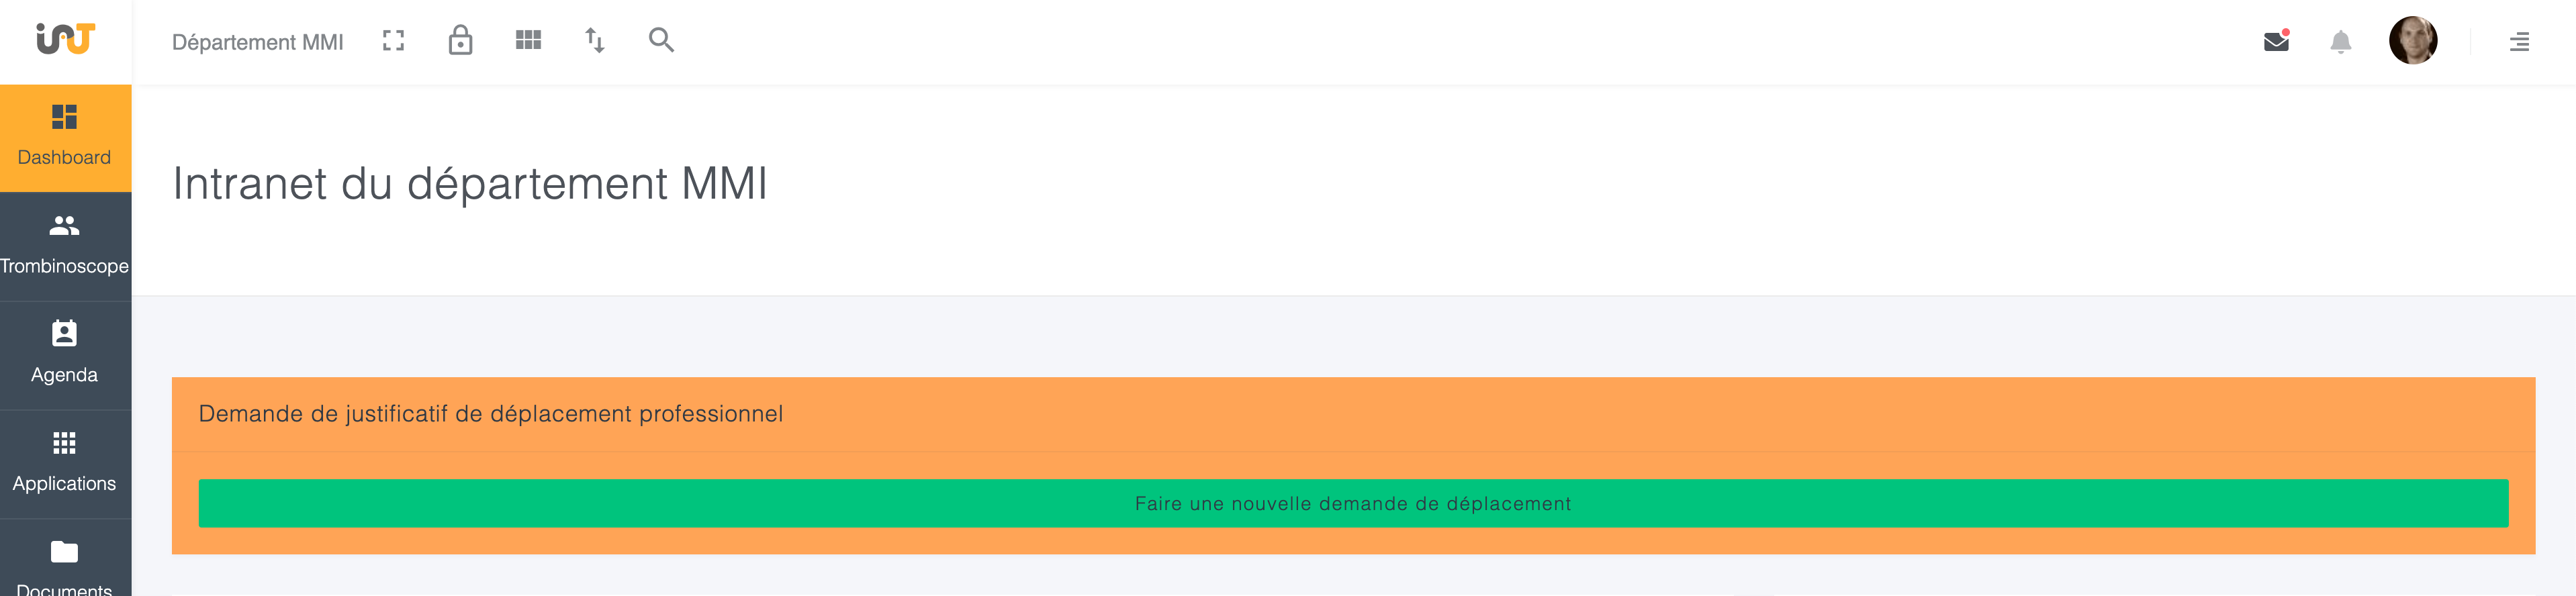 Département MMI
Dashboard
Trombinoscope
Agenda
Applications
Documents
Intranet du département MMI
Demande de justificatif de déplacement professionnel
Faire une nouvelle demande de déplacement